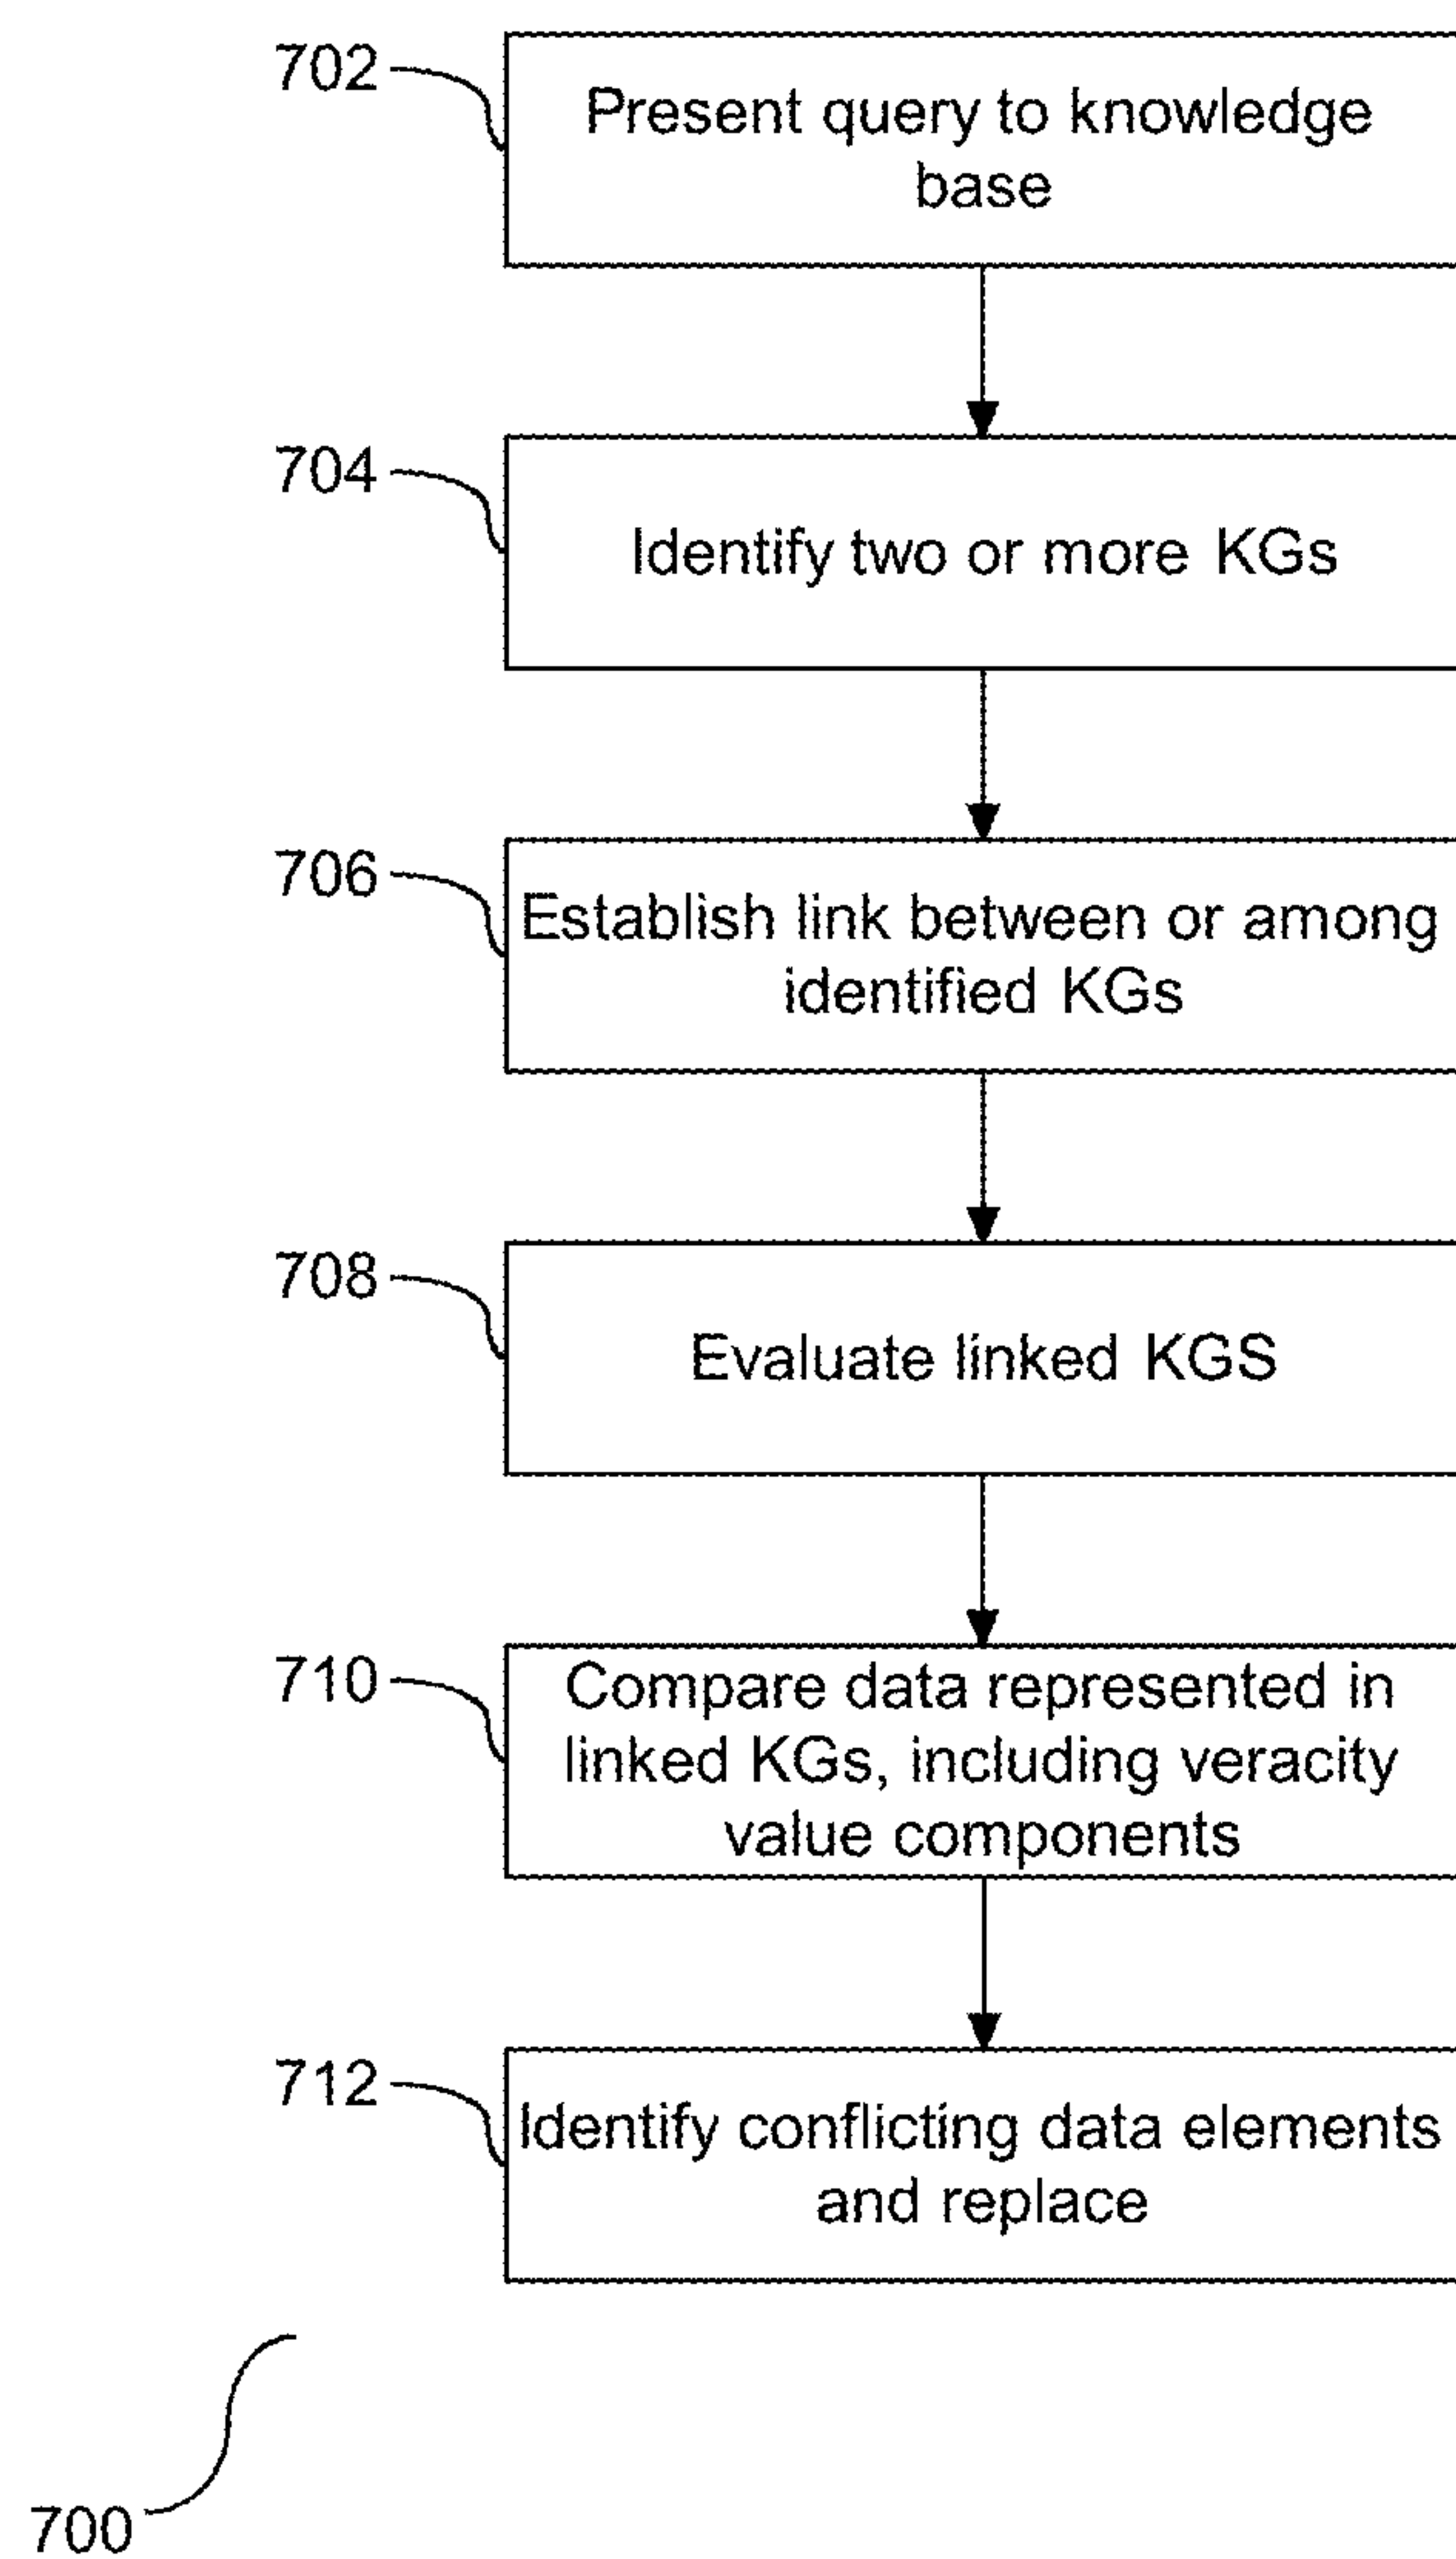 702
Present query to knowledge
base
704
Identify two or more KGs
706
Establish link between or among
identified KGs
708
Evaluate linked KGS
710
Compare data represented in
linked KGs, including veracity
value components
712
Identify conflicting data elements
and replace
700